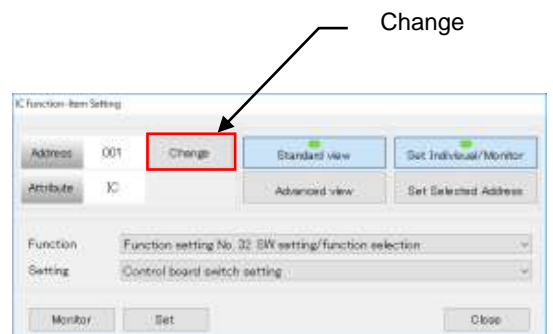 Change
IC Function-Item Setting
Address 001 Change Standard view Set Individual/Monitor
Attribute IC Advanced view Set Selected Address
Function Function setting No. 32 SW setting/function selection
Setting Control board switch setting
Monitor Set Close